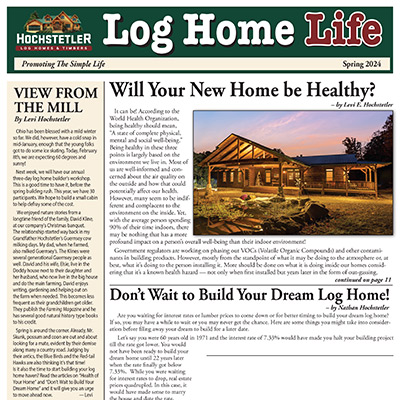 HOCHSTETLER
LOG HOMES & TIMBERS
Log Home Life
Promoting The Simple Life
Spring 2024
VIEW FROM
THE MILL
By Levi Hochstetler
Ohio has been blessed with a mild winter
so far. We did, however, have a cold snap in
mid-January, enough that the young folks
got to do some ice skating. Today, February
8th, we are expecting 60 degrees and
sunny!
Next week, we will have our annual
three-day log home builder's workshop.
This is a good time to have it, before the
spring building rush. This year, we have 30
participants. We hope to build a small cabin
to help defray some of the cost.
We enjoyed nature stories from a
longtime friend of the family, David Kline,
at our company's Christmas banquet.
The relationship started way back in my
Grandfather Hochstetler's Guernsey cow
milking days. My dad, when he farmed,
also milked Guernsey's. The Klines were
several generational Guernsey people as
well. David and his wife, Elsie, live in the
Doddy house next to their daughter and
her husband, who now live in the big house
and do the main farming. David enjoys
writing, gardening and helping out on
the farm when needed. This becomes less
frequent as their grandchildren get older.
They publish the Farming Magazine and he
has several good natural history type books
to his credit.
Spring is around the corner. Already, Mr.
Skunk, possum and coon are out and about
looking for a mate, evident by their demise
along many a country road. Judging by
their antics, the Blue Birds and the Red-tail
Hawks are also thinking it's that time!
It is also the time to start building your log
home haven? Read the articles on "Health of
Your Home" and "Don't Wait to Build Your
Dream Home" and it will give you an urge
to move ahead now. — Levi
Will Your New Home be Healthy?
~ by Levi E. Hochstetler
It can be! According to the
World Health Organization,
being healthy should mean,
"A state of complete physical,
mental and social well-being."
Being healthy in these three
points is largely based on the
environment we live in. Most of
us are well-informed and con-
cerned about the air quality on
the outside and how that could
potentially affect our health.
However, many seem to be indif-
ferent and complacent to the
environment on the inside. Yet,
with the average person spending
90% of their time indoors, there
may be nothing that has a more
profound impact on a person's overall well-being than their indoor environment!
Government regulators are working on phasing out VOCs (Volatile Organic Compounds) and other contami-
nants in building products. However, mostly from the standpoint of what it may be doing to the atmosphere or, at
best, what it's doing to the person installing it. More should be done on what it is doing inside our homes consid-
ering that it's a known health hazard — not only when first installed but years later in the form of out-gassing,
continued on page 11
Don't Wait to Build Your Dream Log Home!
~ by Nathan Hochstetler
Are you waiting for interest rates or lumber prices to come down or for better timing to build your dream log home?
If so, you may have a while to wait or you may never get the chance. Here are some things you might take into consider-
ation before filing away your dream to build for a later date.
Let's say you were 60 years old in 1971 and the interest rate of 7.33% would have made you halt your building project
till the rate got lower. You would
not have been ready to build your
dream home until 22 years later
when the rate finally got below
7.33%. While you were waiting
for interest rates to drop, real estate
prices quadrupled. In this case, it
would have made sense to marry
the house and date the rate.